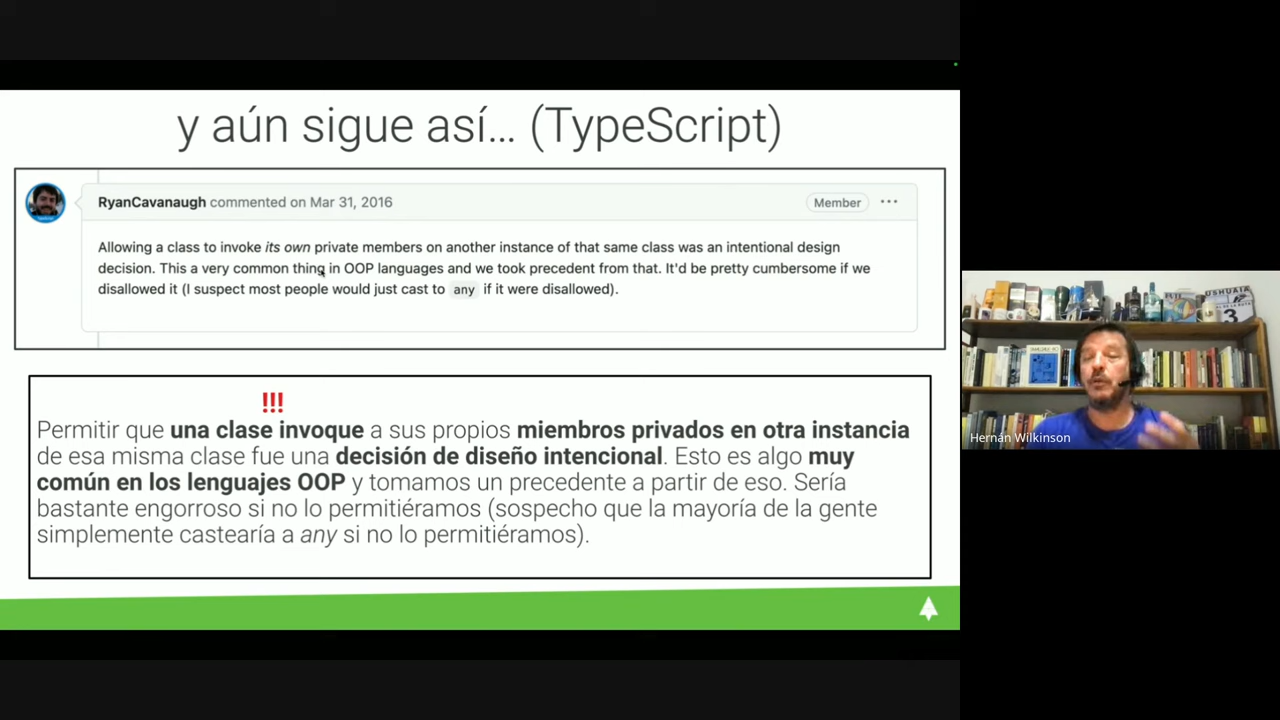 y aún sigue así... (TypeScript)
RyanCavanaugh commented on Mar 31, 2016
Member
Allowing a class to invoke its own private members on another instance of that same class was an intentional design
decision. This a very common thing in OOP languages and we took precedent from that. It'd be pretty cumbersome if we
disallowed it (I suspect most people would just cast to any if it were disallowed).
!!!
Permitir que una clase invoque a sus propios miembros privados en otra instancia
de esa misma clase fue una decisión de diseño intencional. Esto es algo muy
común en los lenguajes OOP y tomamos un precedente a partir de eso. Sería
bastante engorroso si no lo permitiéramos (sospecho que la mayoría de la gente
simplemente castearía a any si no lo permitiéramos).
USHUAIA
3
Hernán Wilkinson